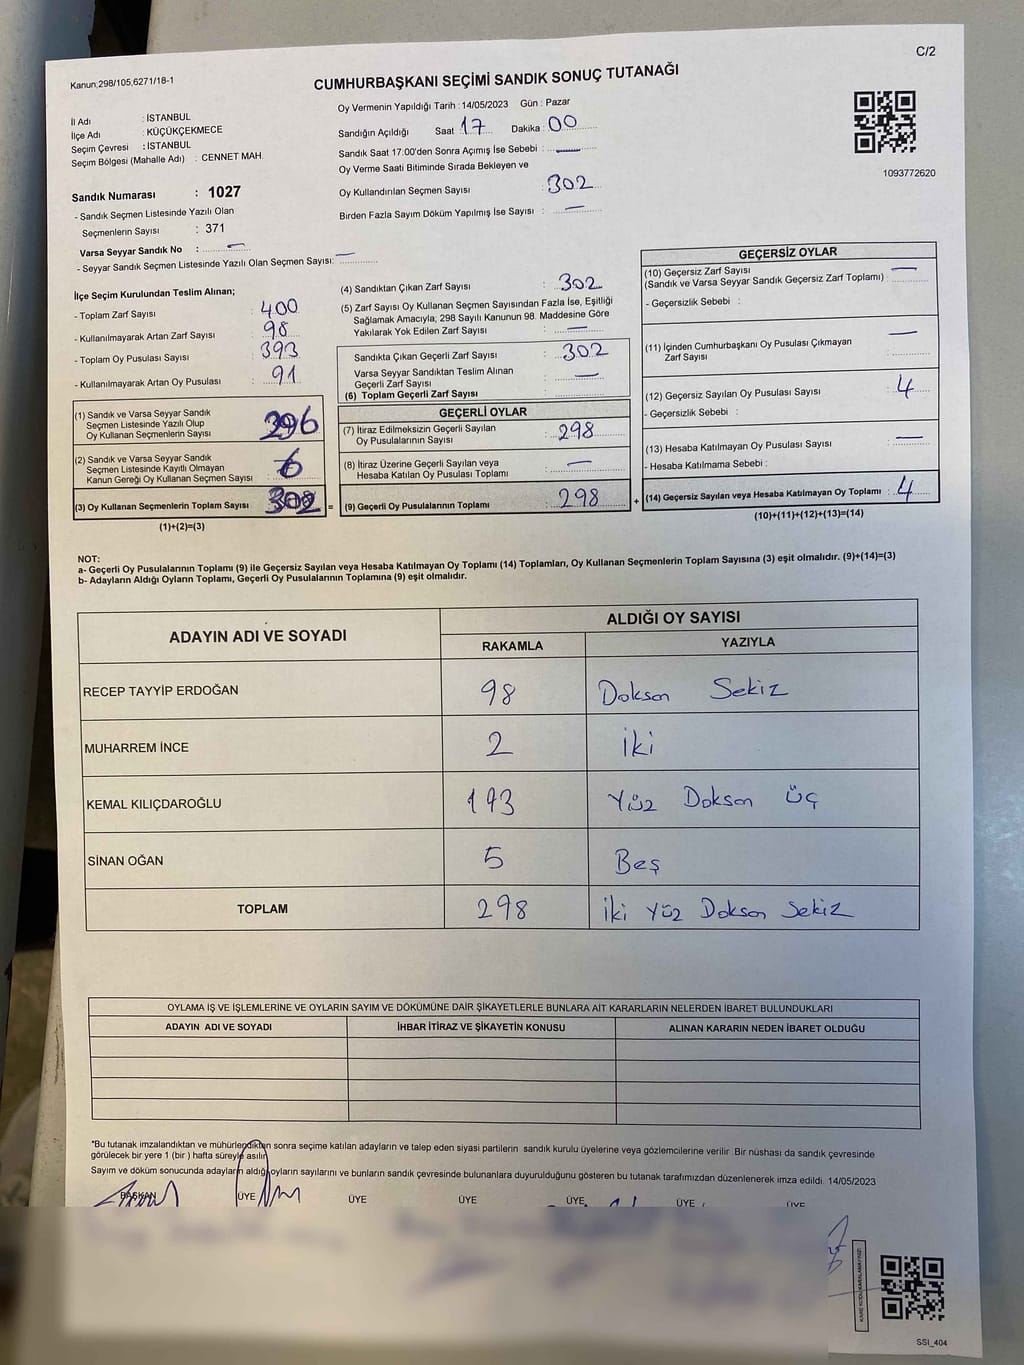 C/2
Kanun:298/105,6271/18-1
CUMHURBAŞKANI SEÇİMİ SANDIK SONUÇ TUTANAĞI
İl Adı : İSTANBUL
İlçe Adı : KÜÇÜKÇEKMECE
Seçim Çevresi : İSTANBUL
Seçim Bölgesi (Mahalle Adı) : CENNET MAH.
Sandık Numarası : 1027
- Sandık Seçmen Listesinde Yazılı Olan
Seçmenlerin Sayısı : 371
Varsa Seyyar Sandık No : —
- Seyyar Sandık Seçmen Listesinde Yazılı Olan Seçmen Sayısı: —
Oy Vermenin Yapıldığı Tarih : 14/05/2023 Gün : Pazar
Sandığın Açıldığı Saat : 17 Dakika : 00
Sandık Saat 17:00'den Sonra Açımış İse Sebebi : —
Oy Verme Saati Bitiminde Sırada Bekleyen ve
Oy Kullandırılan Seçmen Sayısı : 302
Birden Fazla Sayım Döküm Yapılmış İse Sayısı : —
1093772620
İlçe Seçim Kurulundan Teslim Alınan;
- Toplam Zarf Sayısı : 400
- Kullanılmayarak Artan Zarf Sayısı : 98
- Toplam Oy Pusulası Sayısı : 393
- Kullanılmayarak Artan Oy Pusulası : 91
(1) Sandık ve Varsa Seyyar Sandık
Seçmen Listesinde Yazılı Olup
Oy Kullanan Seçmenlerin Sayısı : 296
(2) Sandık ve Varsa Seyyar Sandık
Seçmen Listesinde Kayıtlı Olmayan
Kanun Gereği Oy Kullanan Seçmen Sayısı : 6
(3) Oy Kullanan Seçmenlerin Toplam Sayısı 302 =
(1)+(2)=(3)
(4) Sandıktan Çıkan Zarf Sayısı : 302
(5) Zarf Sayısı Oy Kullanan Seçmen Sayısından Fazla İse, Eşitliği
Sağlamak Amacıyla; 298 Sayılı Kanunun 98. Maddesine Göre
Yakılarak Yok Edilen Zarf Sayısı : —
Sandıkta Çıkan Geçerli Zarf Sayısı : 302
Varsa Seyyar Sandıktan Teslim Alınan
Geçerli Zarf Sayısı : —
(6) Toplam Geçerli Zarf Sayısı :
GEÇERLİ OYLAR
(7) İtiraz Edilmeksizin Geçerli Sayılan
Oy Pusulalarının Sayısı : 298
(8) İtiraz Üzerine Geçerli Sayılan veya
Hesaba Katılan Oy Pusulası Toplamı : —
(9) Geçerli Oy Pusulalarının Toplamı : 298 +
GEÇERSİZ OYLAR
(10) Geçersiz Zarf Sayısı —
(Sandık ve Varsa Seyyar Sandık Geçersiz Zarf Toplamı) :
- Geçersizlik Sebebi :
(11) İçinden Cumhurbaşkanı Oy Pusulası Çıkmayan —
Zarf Sayısı :
(12) Geçersiz Sayılan Oy Pusulası Sayısı : 4
- Geçersizlik Sebebi :
(13) Hesaba Katılmayan Oy Pusulası Sayısı : —
- Hesaba Katılmama Sebebi :
(14) Geçersiz Sayılan veya Hesaba Katılmayan Oy Toplamı : 4
(10)+(11)+(12)+(13)=(14)
NOT:
a- Geçerli Oy Pusulalarının Toplamı (9) ile Geçersiz Sayılan veya Hesaba Katılmayan Oy Toplamı (14) Toplamları, Oy Kullanan Seçmenlerin Toplam Sayısına (3) eşit olmalıdır. (9)+(14)=(3)
b- Adayların Aldığı Oyların Toplamı, Geçerli Oy Pusulalarının Toplamına (9) eşit olmalıdır.
ADAYIN ADI VE SOYADI
ALDIĞI OY SAYISI
RAKAMLA YAZIYLA
RECEP TAYYİP ERDOĞAN 98 Doksan Sekiz
MUHARREM İNCE 2 İki
KEMAL KILIÇDAROĞLU 193 Yüz Doksan Üç
SİNAN OĞAN 5 Beş
TOPLAM 298 İki Yüz Doksan Sekiz
OYLAMA İŞ VE İŞLEMLERİNE VE OYLARIN SAYIM VE DÖKÜMÜNE DAİR ŞİKAYETLERLE BUNLARA AİT KARARLARIN NELERDEN İBARET BULUNDUKLARI
ADAYIN ADI VE SOYADI İHBAR İTİRAZ VE ŞİKAYETİN KONUSU ALINAN KARARIN NEDEN İBARET OLDUĞU
*Bu tutanak imzalandıktan ve mühürlendikten sonra seçime katılan adayların ve talep eden siyasi partilerin sandık kurulu üyelerine veya gözlemcilerine verilir. Bir nüshası da sandık çevresinde
görülecek bir yere 1 (bir ) hafta süreyle asılır.
Sayım ve döküm sonucunda adayların aldığı oyların sayılarını ve bunların sandık çevresinde bulunanlara duyurulduğunu gösteren bu tutanak tarafımızdan düzenlenerek imza edildi. 14/05/2023
BAŞKAN ÜYE ÜYE ÜYE ÜYE ÜYE ÜYE
SSI_404